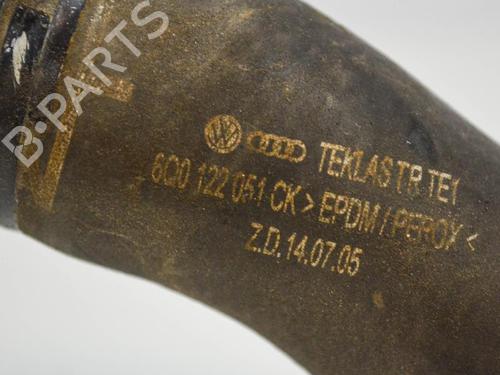 B-PARTS
TEKLAS TR TE1
6Q0 122 051 CK > EPDM / PEROX <
Z.D. 14.07.05